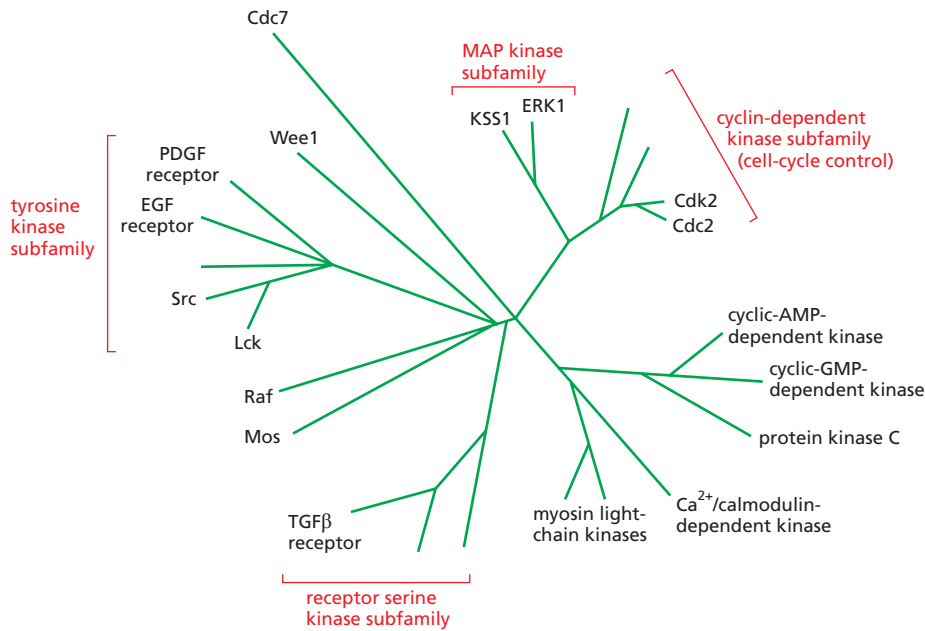 Cdc7
MAP kinase
subfamily
KSS1
ERK1
cyclin-dependent
kinase subfamily
(cell-cycle control)
Wee1
PDGF
receptor
EGF
receptor
tyrosine
kinase
subfamily
Cdk2
Cdc2
Src
Lck
cyclic-AMP-
dependent kinase
cyclic-GMP-
dependent kinase
Raf
Mos
protein kinase C
TGFβ
receptor
myosin light-
chain kinases
Ca²⁺/calmodulin-
dependent kinase
receptor serine
kinase subfamily